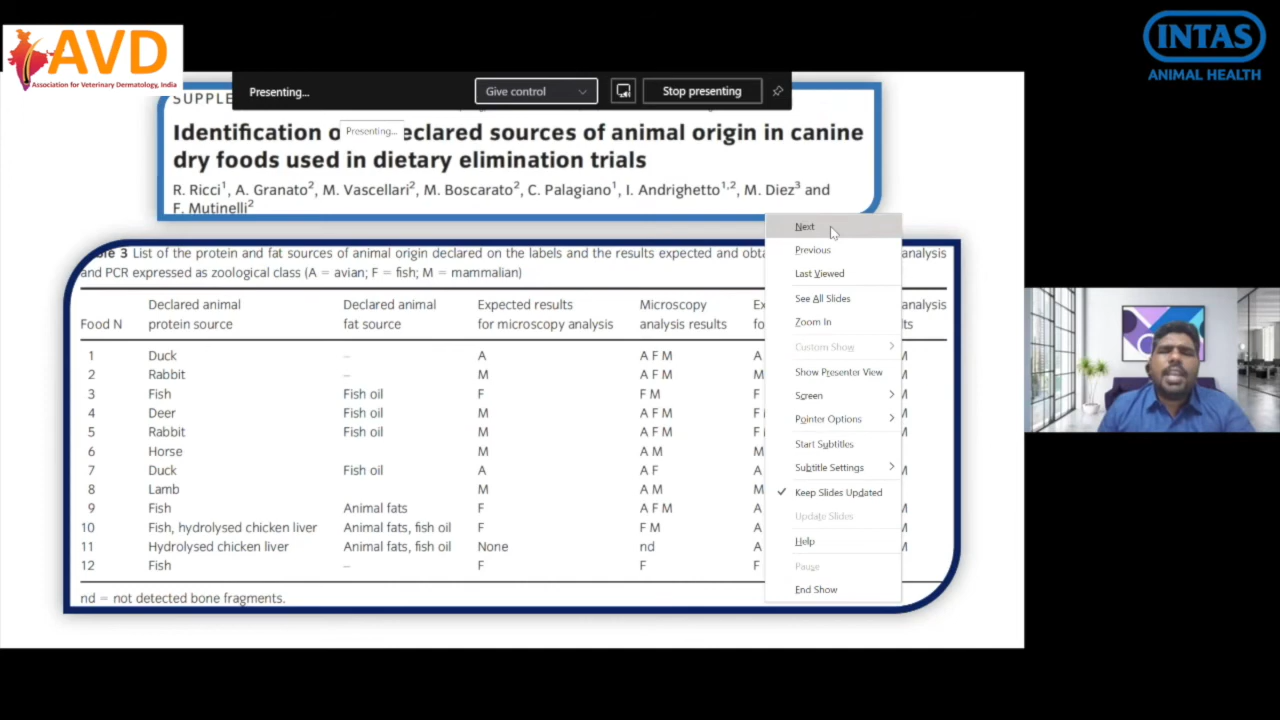 AVD
Association for Veterinary Dermatology, India
INTAS
ANIMAL HEALTH
Presenting...
Give control
Stop presenting
SUPPLE
Presenting...
Identification o eclared sources of animal origin in canine
dry foods used in dietary elimination trials
R. Ricci1, A. Granato2, M. Vascellari2, M. Boscarato2, C. Palagiano1, I. Andrighetto1,2, M. Diez3 and
F. Mutinelli2
3 List of the protein and fat sources of animal origin declared on the labels and the results expected and obta analysis
and PCR expressed as zoological class (A = avian; F = fish; M = mammalian)
Declared animal Declared animal Expected results Microscopy analysis
Food N protein source fat source for microscopy analysis analysis results
1 Duck – A A F M A
2 Rabbit – M A F M M
3 Fish Fish oil F F M F
4 Deer Fish oil M A F M F
5 Rabbit Fish oil M A F M F
6 Horse M A M M
7 Duck Fish oil A A F A
8 Lamb M A M M
9 Fish Animal fats F A F M A
10 Fish, hydrolysed chicken liver Animal fats, fish oil F F M A
11 Hydrolysed chicken liver Animal fats, fish oil None nd A
12 Fish – F F F
nd = not detected bone fragments.
Next
Previous
Last Viewed
See All Slides
Zoom In
Custom Show
Show Presenter View
Screen
Pointer Options
Start Subtitles
Subtitle Settings
Keep Slides Updated
Update Slides
Help
Pause
End Show